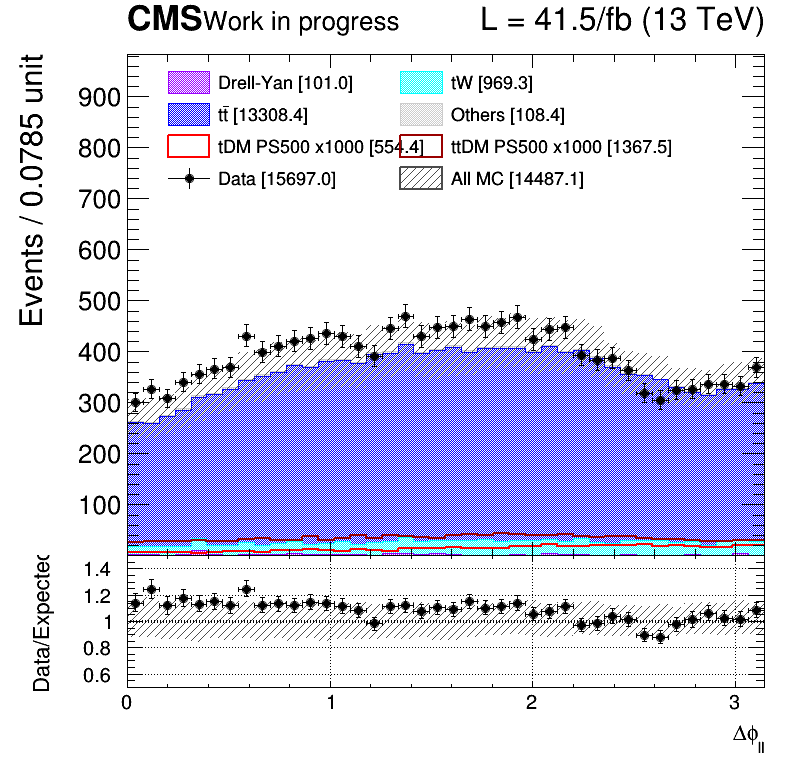 CMS Work in progress L = 41.5/fb (13 TeV)
Drell-Yan [101.0] tW [969.3]
tt̄ [13308.4] Others [108.4]
tDM PS500 x1000 [554.4] ttDM PS500 x1000 [1367.5]
Data [15697.0] All MC [14487.1]
Events / 0.0785 unit
900
800
700
600
500
400
300
200
100
Data/Expected
1.4
1.2
1
0.8
0.6
0 1 2 3
Δϕ_ll